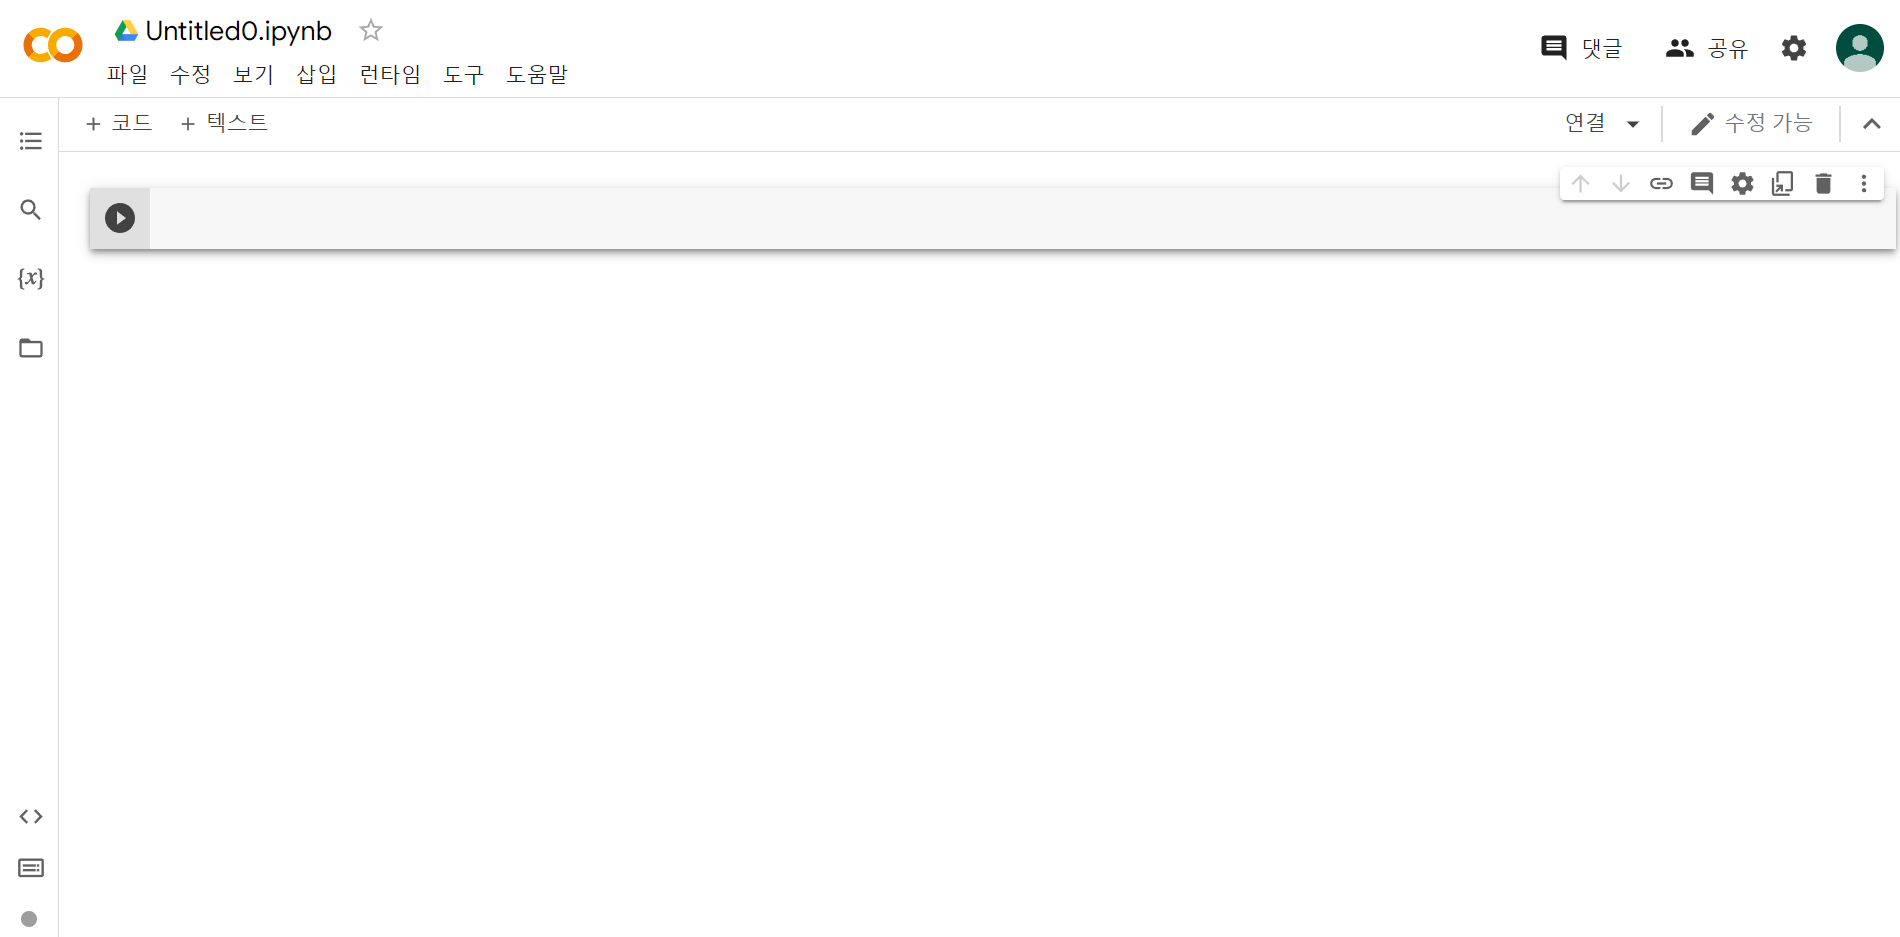 Untitled0.ipynb
댓글 공유
파일 수정 보기 삽입 런타임 도구 도움말
+ 코드 + 텍스트
연결 수정 가능
{x}